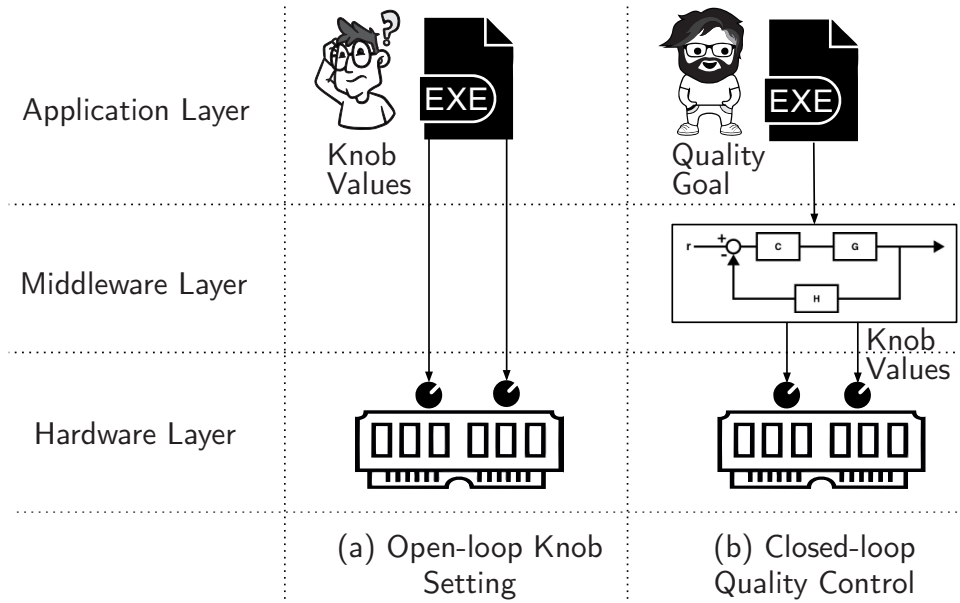 Application Layer
?
EXE
Knob
Values
EXE
Quality
Goal
Middleware Layer
r
+
-
C
G
H
Knob
Values
Hardware Layer
(a) Open-loop Knob
Setting
(b) Closed-loop
Quality Control